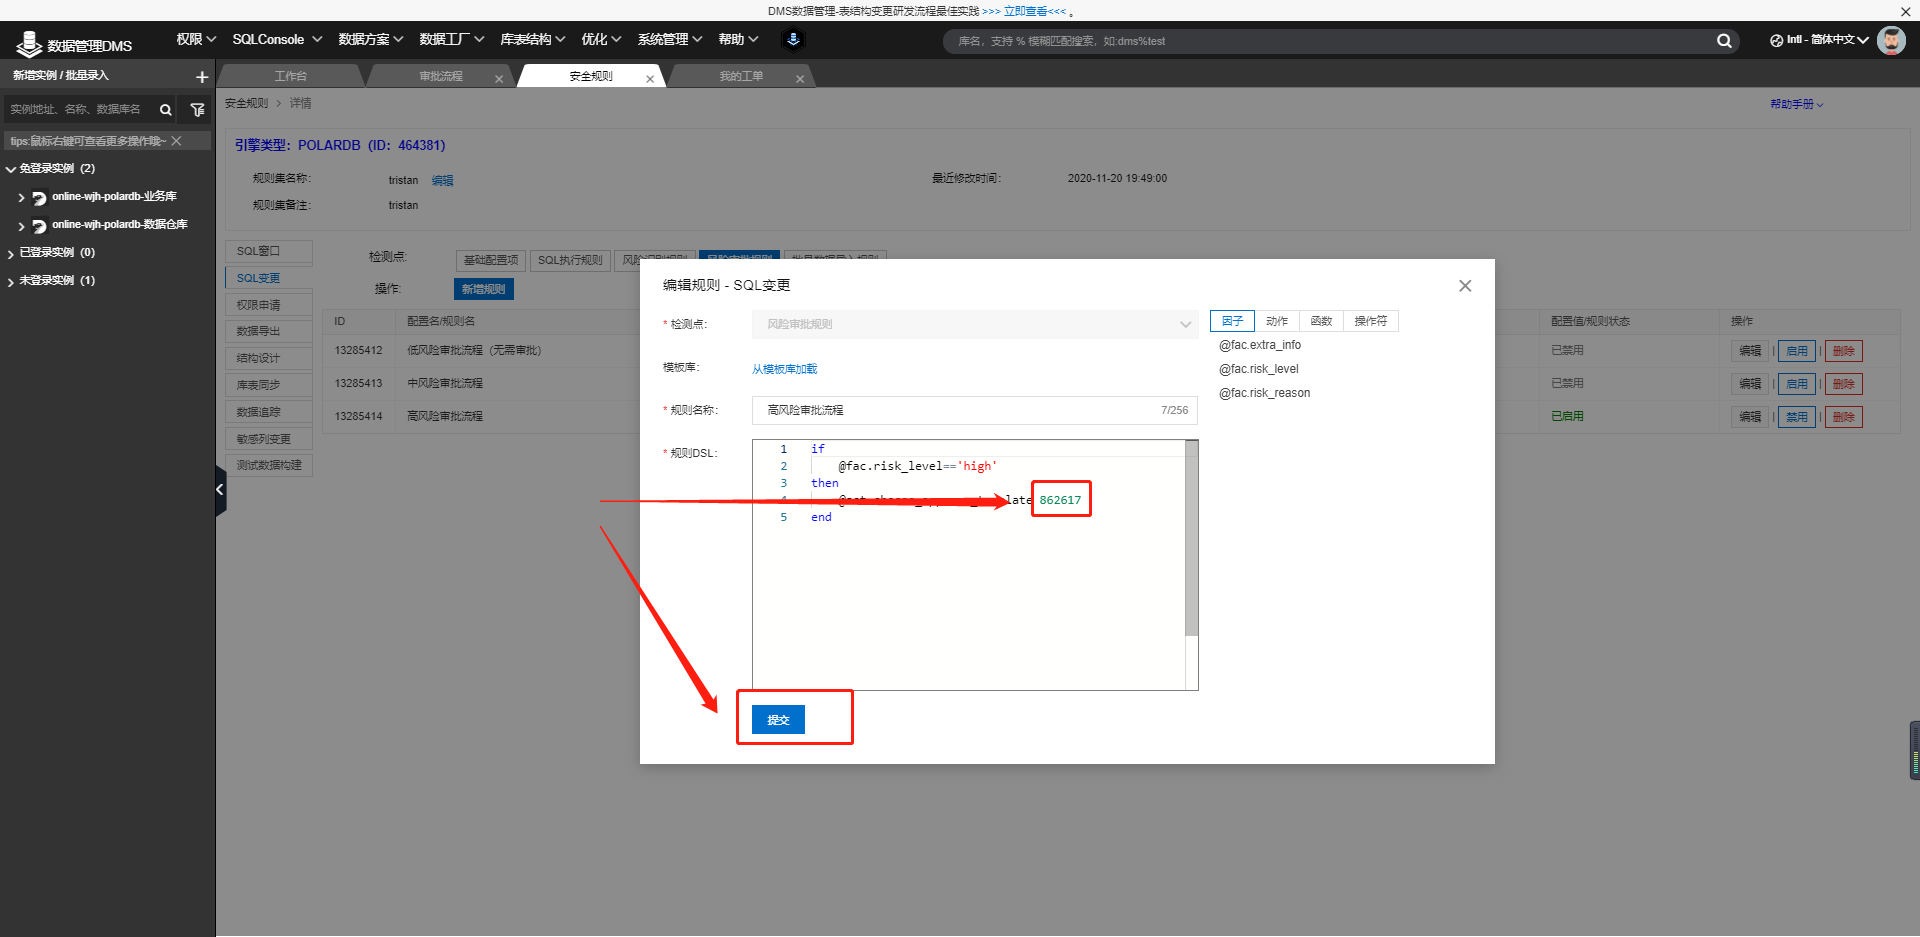 DMS数据管理-表结构变更研发流程最佳实践 >>> 立即查看<<< 。
数据管理DMS 权限 SQLConsole 数据方案 数据工厂 库表结构 优化 系统管理 帮助 库名，支持 % 模糊匹配搜索，如:dms%test Intl - 简体中文
新增实例 / 批量录入 +
工作台 审批流程 安全规则 我的工单
实例地址、名称、数据库名
安全规则 > 详情 帮助手册
tips:鼠标右键可查看更多操作哦~
引擎类型：POLARDB（ID：464381）
免登录实例（2）
online-wjh-polardb-业务库
online-wjh-polardb-数据仓库
已登录实例（0）
未登录实例（1）
规则集名称: tristan 编辑 最近修改时间: 2020-11-20 19:49:00
规则集备注: tristan
SQL窗口
SQL变更
权限申请
数据导出
结构设计
库表同步
数据追踪
敏感列变更
测试数据构建
检测点: 基础配置项 SQL执行规则 风险识别规则 风险审批规则 批量数据导入规则
操作: 新增规则
ID 配置名/规则名 配置值/规则状态 操作
13285412 低风险审批流程（无需审批） 已禁用 编辑 | 启用 | 删除
13285413 中风险审批流程 已禁用 编辑 | 启用 | 删除
13285414 高风险审批流程 已启用 编辑 | 禁用 | 删除
编辑规则 - SQL变更
* 检测点: 风险审批规则
模板库: 从模板库加载
* 规则名称: 高风险审批流程 7/256
* 规则DSL:
1 if
2 @fac.risk_level=='high'
3 then
4 late 862617
5 end
提交
因子 动作 函数 操作符
@fac.extra_info
@fac.risk_level
@fac.risk_reason